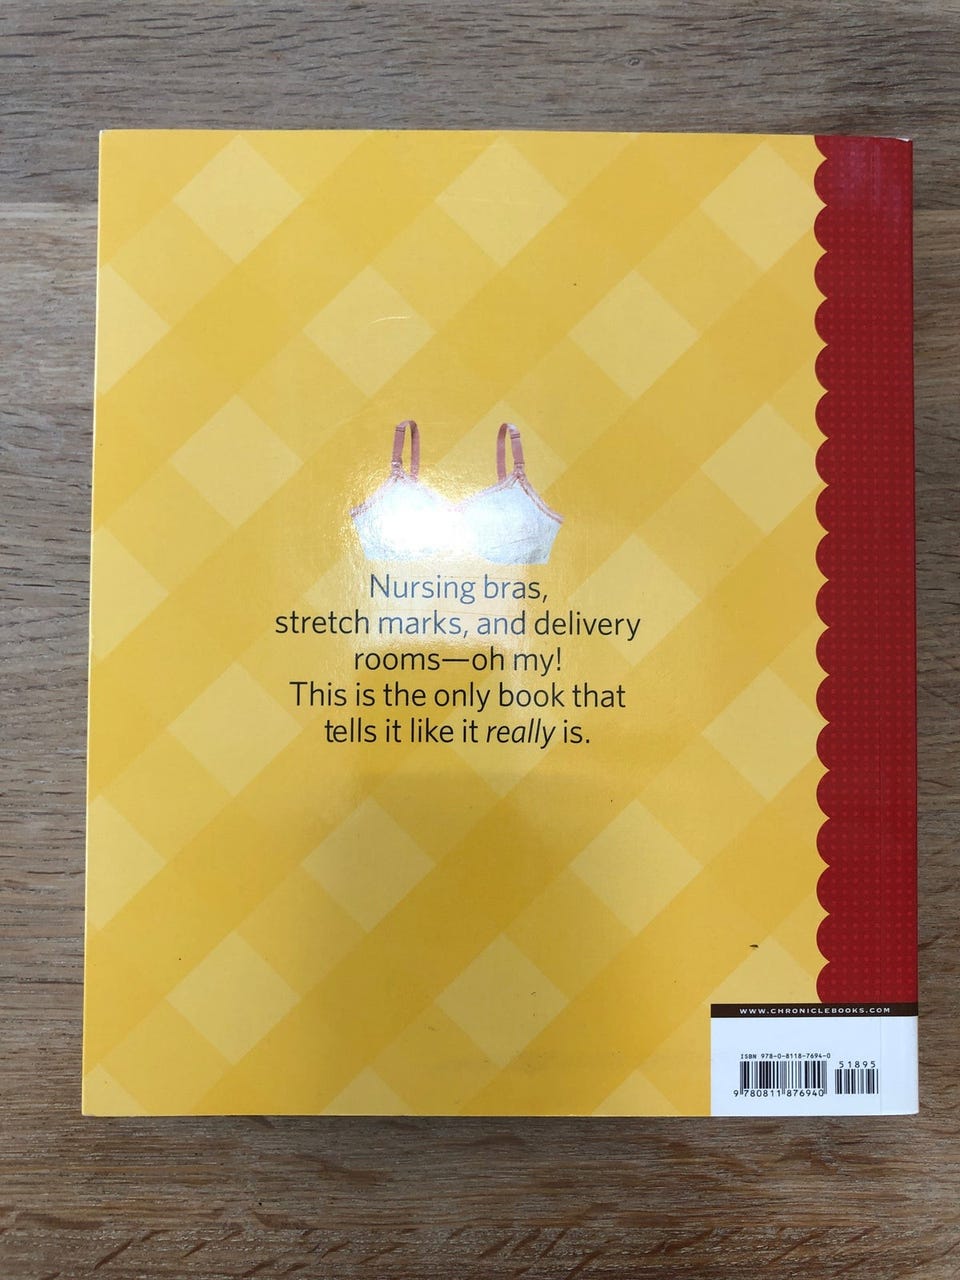 Nursing bras,
stretch marks, and delivery
rooms—oh my!
This is the only book that
tells it like it really is.
WWW.CHRONICLEBOOKS.COM
ISBN 978-0-8118-7694-0
51895
9 780811 876940